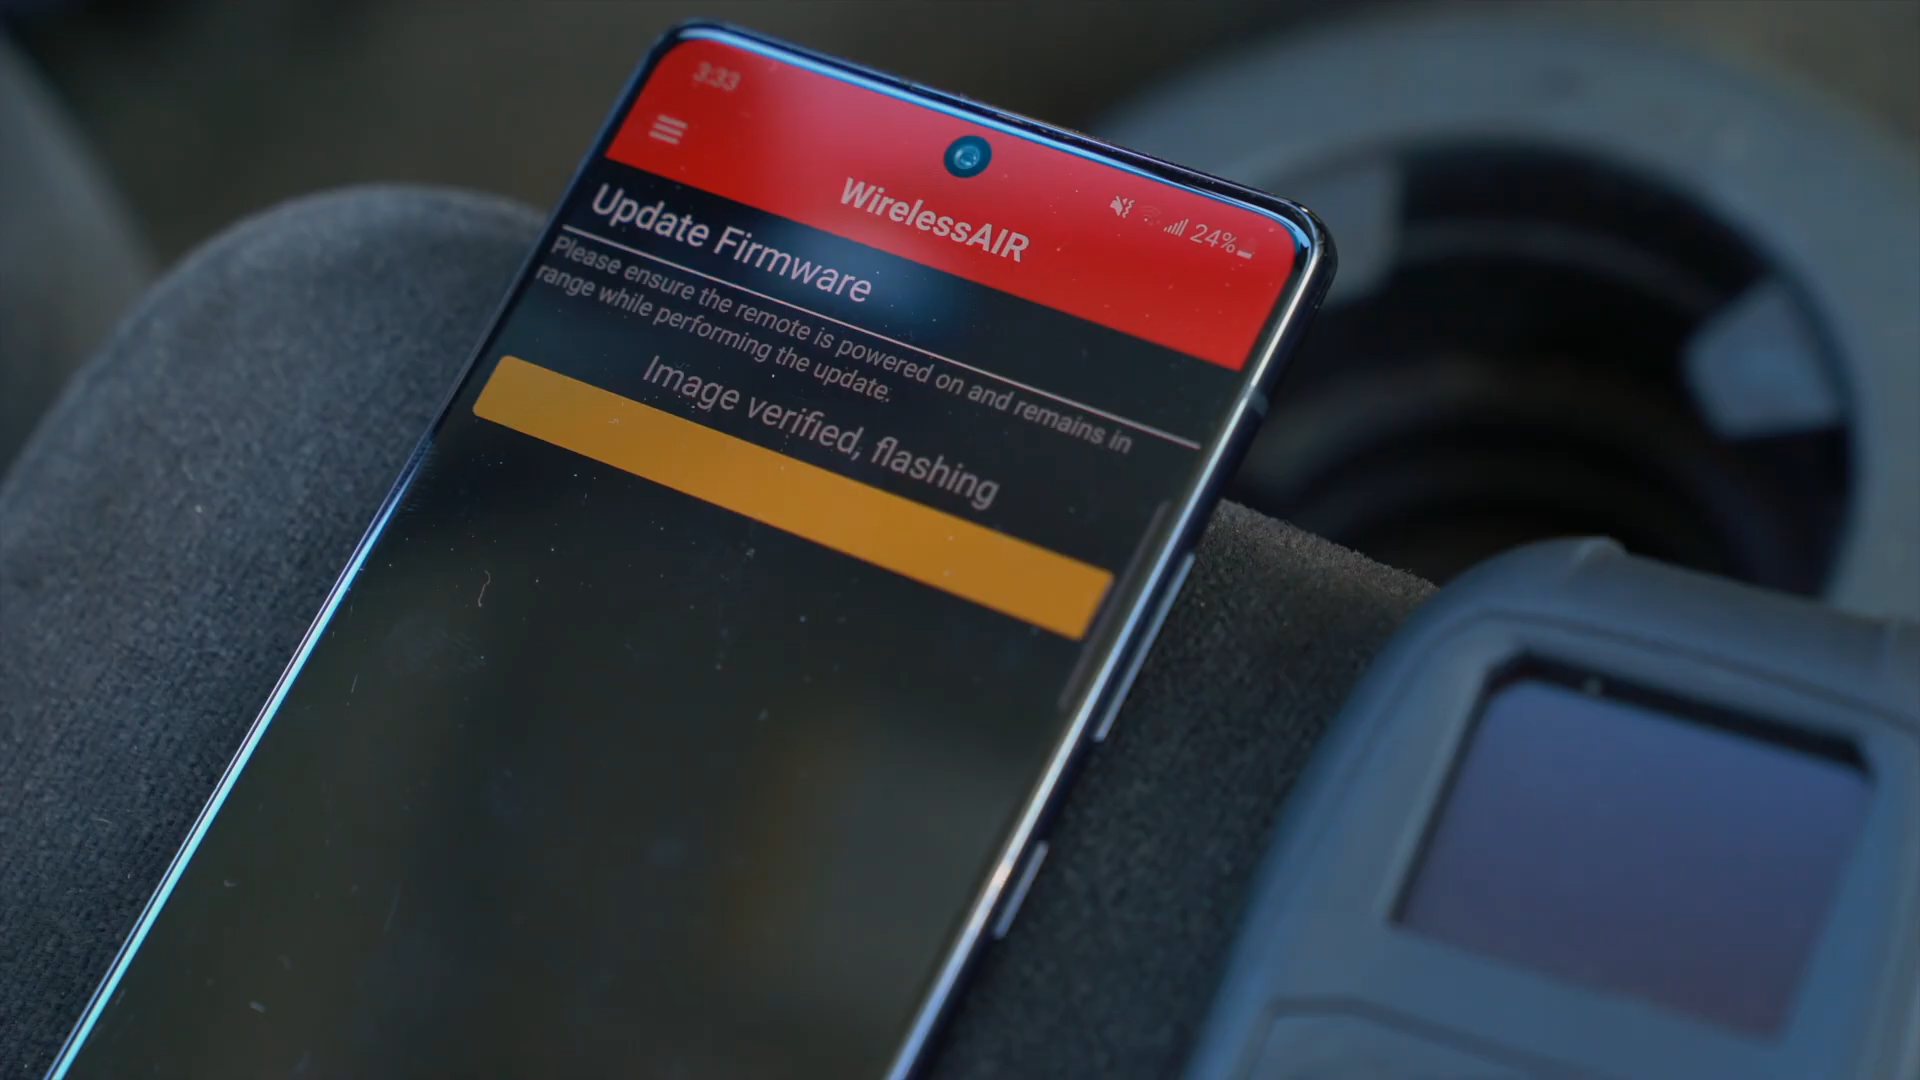 3:33
24%
WirelessAIR
Update Firmware
Please ensure the remote is powered on and remains in
range while performing the update.
Image verified, flashing